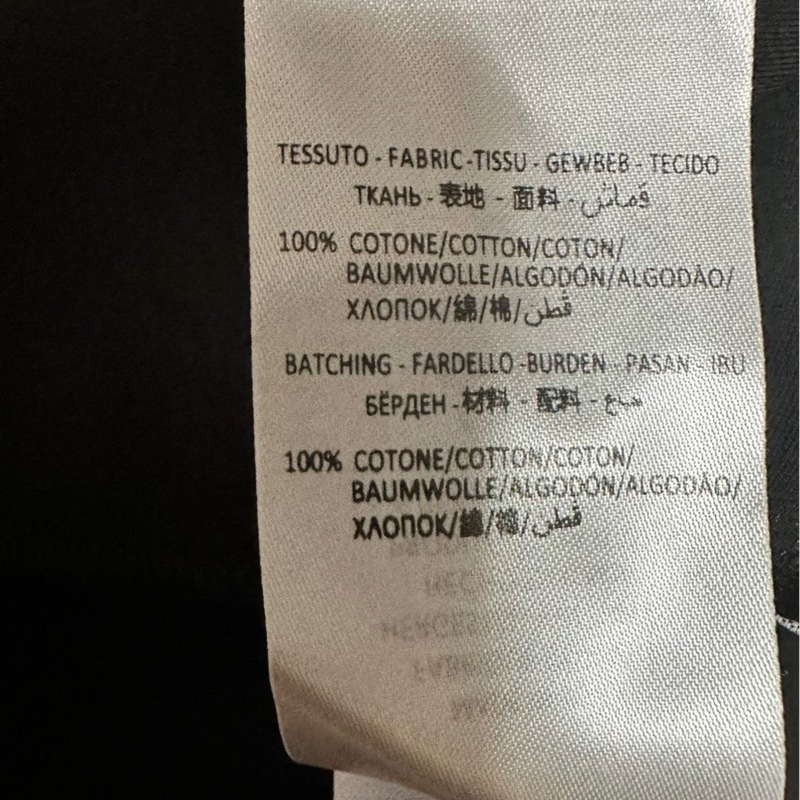 TESSUTO - FABRIC - TISSU - GEWBEB - TECIDO
ТКАНЬ - 表地 - 面料 - قماش
100% COTONE/COTTON/COTON/
BAUMWOLLE/ALGODÓN/ALGODÃO/
ХЛОПОК/綿/棉/قطن
BATCHING - FARDELLO - BURDEN - PASAN - IBU
БЁРДЕН - 材料 - 配料 -
100% COTONE/COTTON/COTON/
BAUMWOLLE/ALGODÓN/ALGODÃO/
ХЛОПОК/綿/棉/قطن